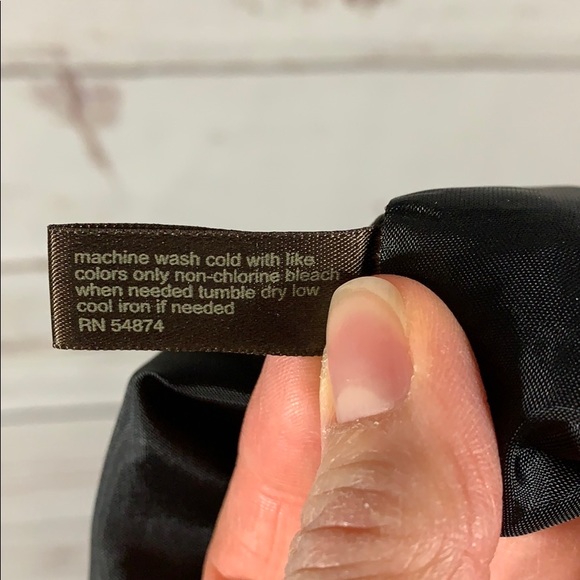 machine wash cold with like
colors only non-chlorine bleach
when needed tumble dry low
cool iron if needed
RN 54874